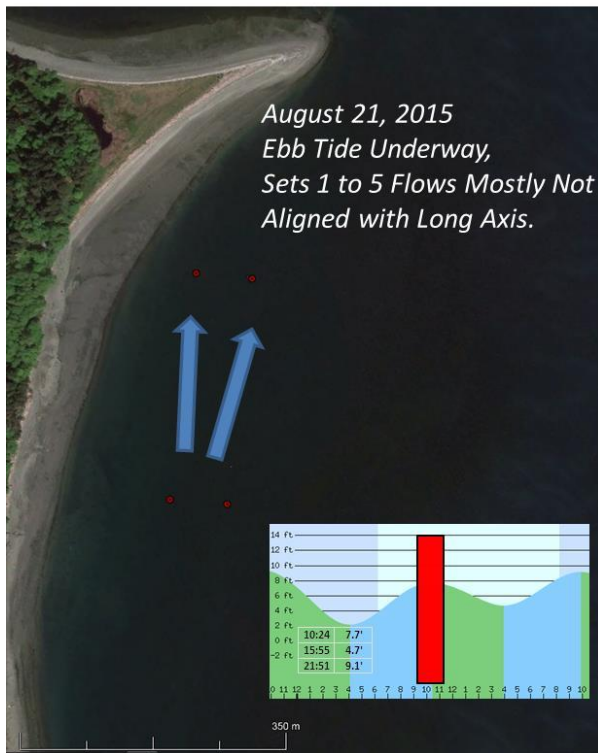 August 21, 2015
Ebb Tide Underway,
Sets 1 to 5 Flows Mostly Not
Aligned with Long Axis.
14 ft
12 ft
10 ft
8 ft
6 ft
4 ft
2 ft
0 ft
-2 ft
10:24 7.7'
15:55 4.7'
21:51 9.1'
0 11 12 1 2 3 4 5 6 7 8 9 10 11 12 1 2 3 4 5 6 7 8 9 10
350 m